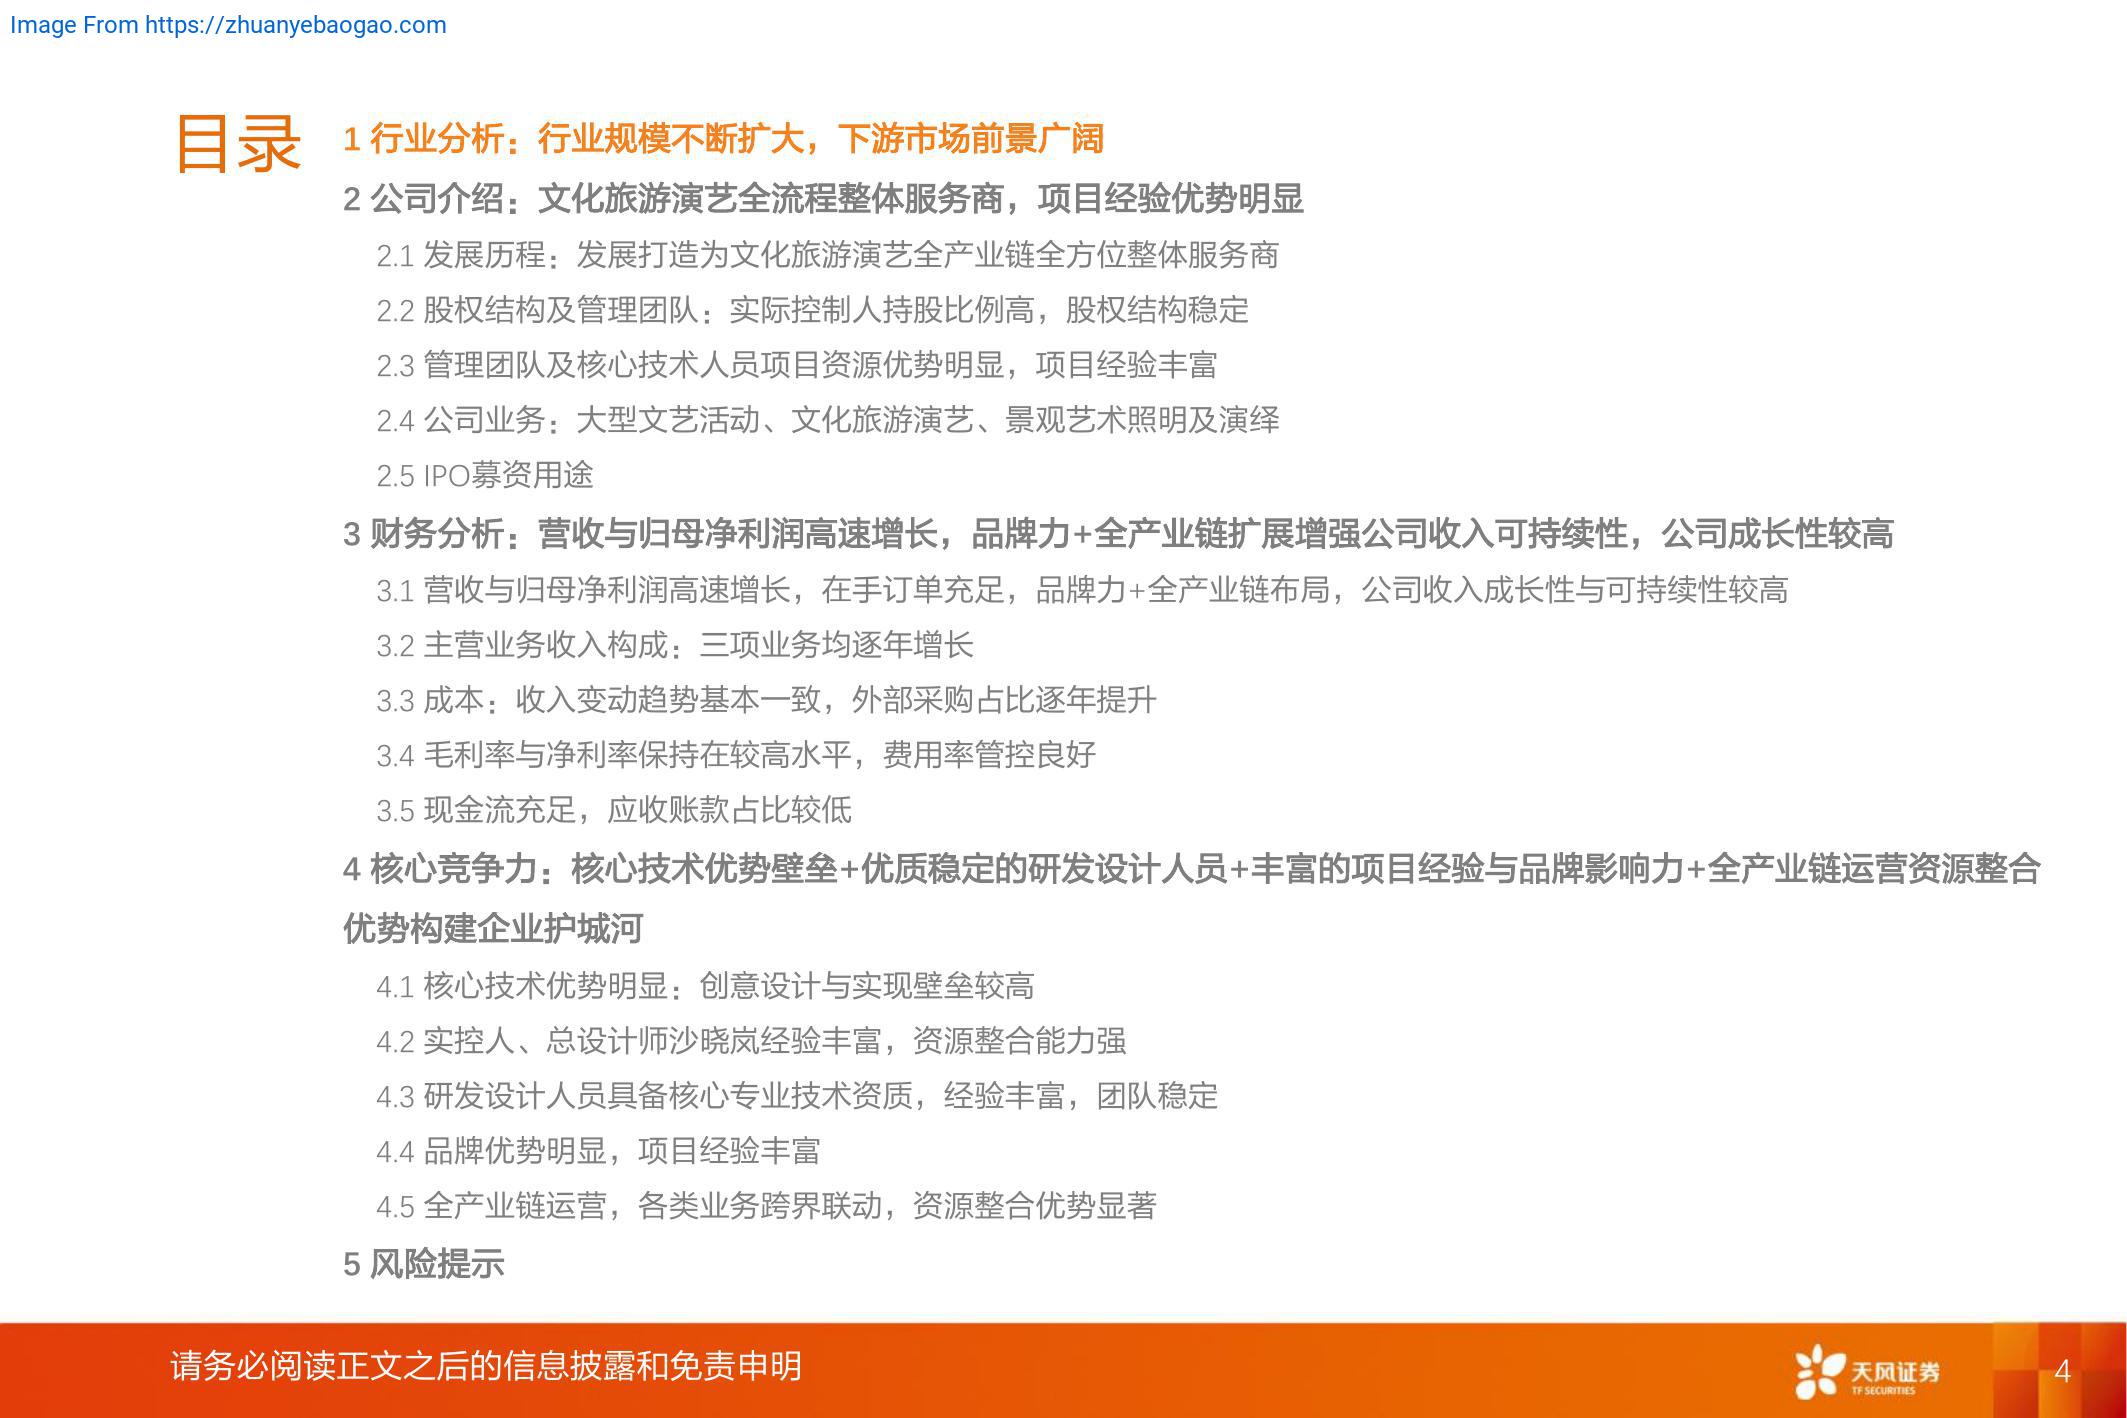 Image From https://zhuanyebaogao.com
目录
1 行业分析：行业规模不断扩大，下游市场前景广阔
2 公司介绍：文化旅游演艺全流程整体服务商，项目经验优势明显
2.1 发展历程：发展打造为文化旅游演艺全产业链全方位整体服务商
2.2 股权结构及管理团队：实际控制人持股比例高，股权结构稳定
2.3 管理团队及核心技术人员项目资源优势明显，项目经验丰富
2.4 公司业务：大型文艺活动、文化旅游演艺、景观艺术照明及演绎
2.5 IPO募资用途
3 财务分析：营收与归母净利润高速增长，品牌力+全产业链扩展增强公司收入可持续性，公司成长性较高
3.1 营收与归母净利润高速增长，在手订单充足，品牌力+全产业链布局，公司收入成长性与可持续性较高
3.2 主营业务收入构成：三项业务均逐年增长
3.3 成本：收入变动趋势基本一致，外部采购占比逐年提升
3.4 毛利率与净利率保持在较高水平，费用率管控良好
3.5 现金流充足，应收账款占比较低
4 核心竞争力：核心技术优势壁垒+优质稳定的研发设计人员+丰富的项目经验与品牌影响力+全产业链运营资源整合
优势构建企业护城河
4.1 核心技术优势明显：创意设计与实现壁垒较高
4.2 实控人、总设计师沙晓岚经验丰富，资源整合能力强
4.3 研发设计人员具备核心专业技术资质，经验丰富，团队稳定
4.4 品牌优势明显，项目经验丰富
4.5 全产业链运营，各类业务跨界联动，资源整合优势显著
5 风险提示
请务必阅读正文之后的信息披露和免责申明
天风证券
TF SECURITIES
4